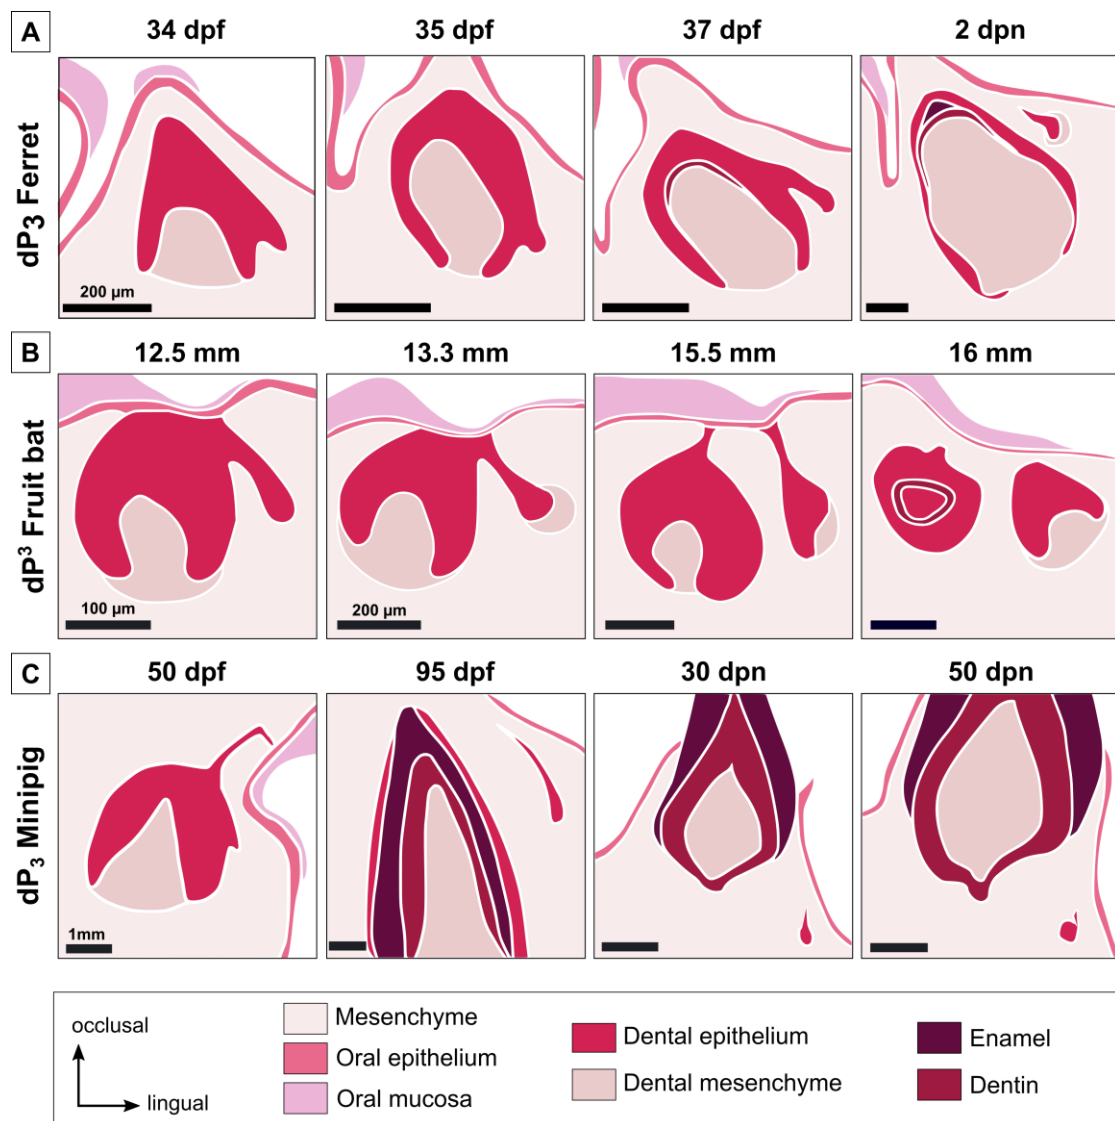 A
34 dpf 35 dpf 37 dpf 2 dpn
dP3 Ferret
200 µm
B
12.5 mm 13.3 mm 15.5 mm 16 mm
dP³ Fruit bat
100 µm 200 µm
C
50 dpf 95 dpf 30 dpn 50 dpn
dP₃ Minipig
1mm
occlusal
lingual
Mesenchyme
Oral epithelium
Oral mucosa
Dental epithelium
Dental mesenchyme
Enamel
Dentin